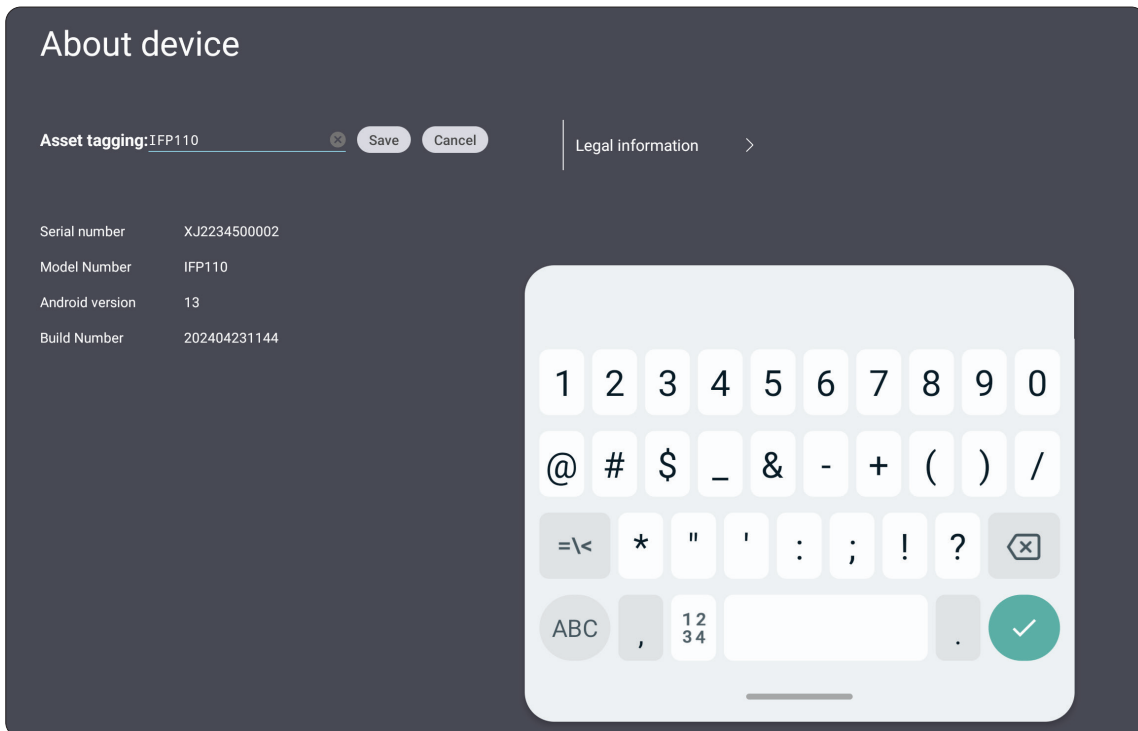 About device
Asset tagging: IFP110 Save Cancel
Legal information
Serial number XJ2234500002
Model Number IFP110
Android version 13
Build Number 202404231144
1 2 3 4 5 6 7 8 9 0
@ # $ _ & - + ( ) /
=\< * " ' : ; ! ?
ABC , 12 .
34